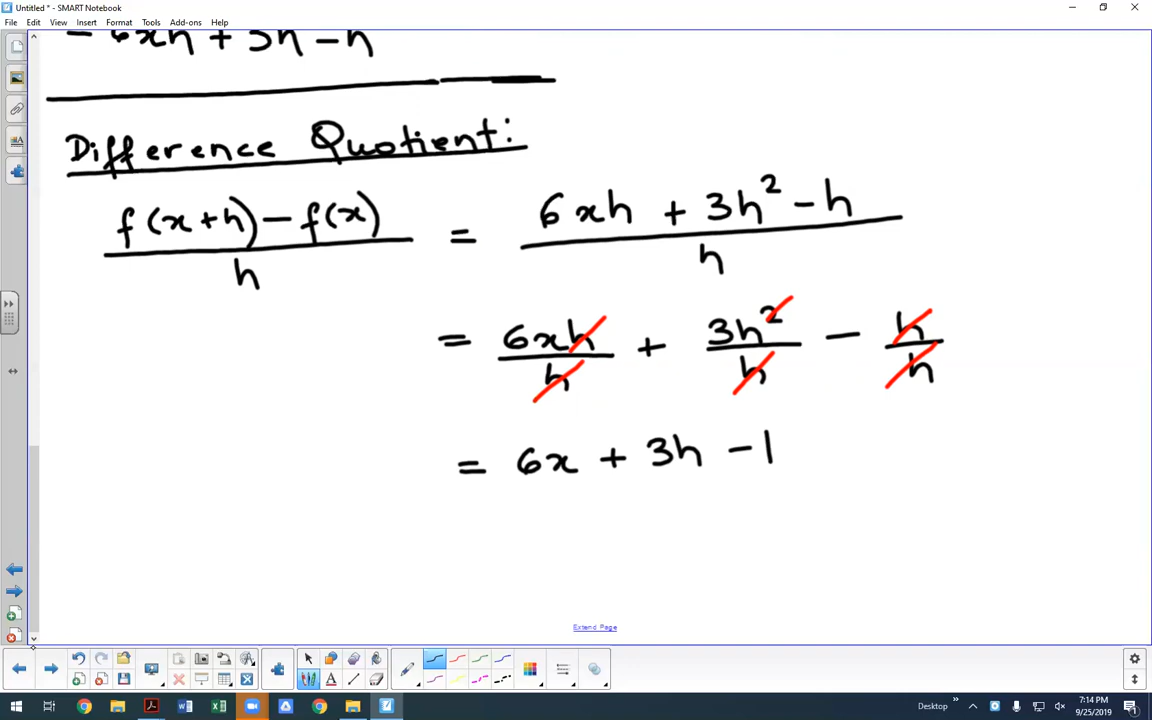 Untitled * - SMART Notebook
File Edit View Insert Format Tools Add-ons Help
Difference Quotient:
f(x+h) - f(x) / h = 6xh + 3h² - h / h
= 6xh / h + 3h² / h - h / h
= 6x + 3h - 1
Extend Page
Desktop
7:14 PM
9/25/2019